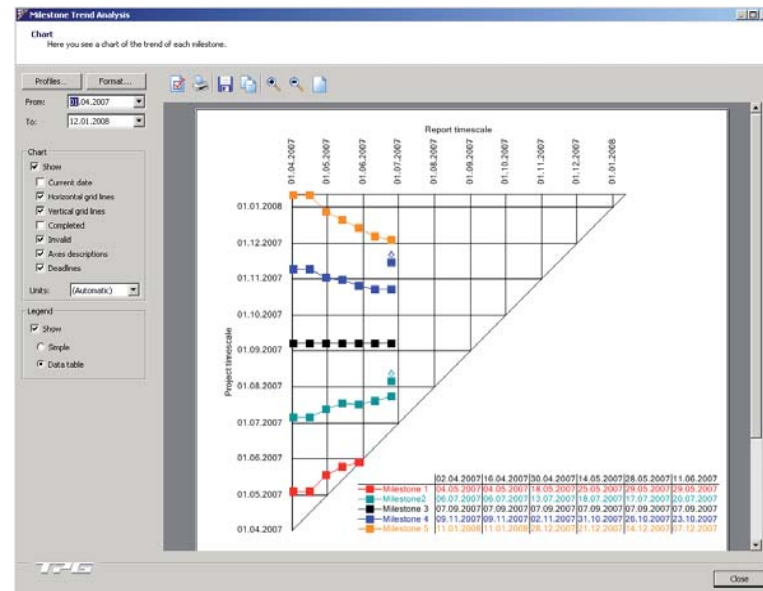 Milestone Trend Analysis
Chart
Here you see a chart of the trend of each milestone.
Profiles... Format...
From: 01.04.2007
To: 12.01.2008
Chart
Show
Current date
Horizontal grid lines
Vertical grid lines
Completed
Invalid
Axes descriptions
Deadlines
Units: (Automatic)
Legend
Show
Simple
Data table
Report timescale
01.04.2007 01.05.2007 01.06.2007 01.07.2007 01.08.2007 01.09.2007 01.10.2007 01.11.2007 01.12.2007 01.01.2008
Project timescale
01.01.2008
01.12.2007
01.11.2007
01.10.2007
01.09.2007
01.08.2007
01.07.2007
01.06.2007
01.05.2007
01.04.2007
02.04.2007 16.04.2007 30.04.2007 14.05.2007 28.05.2007 11.06.2007
Milestone 1 04.05.2007 04.05.2007 18.05.2007 25.05.2007 29.05.2007 29.05.2007
Milestone2 06.07.2007 06.07.2007 13.07.2007 18.07.2007 17.07.2007 20.07.2007
Milestone 3 07.09.2007 07.09.2007 07.09.2007 07.09.2007 07.09.2007 07.09.2007
Milestone 4 09.11.2007 09.11.2007 02.11.2007 31.10.2007 26.10.2007 23.10.2007
Milestone 5 11.01.2008 11.01.2008 28.12.2007 21.12.2007 14.12.2007 07.12.2007
TPG
Close